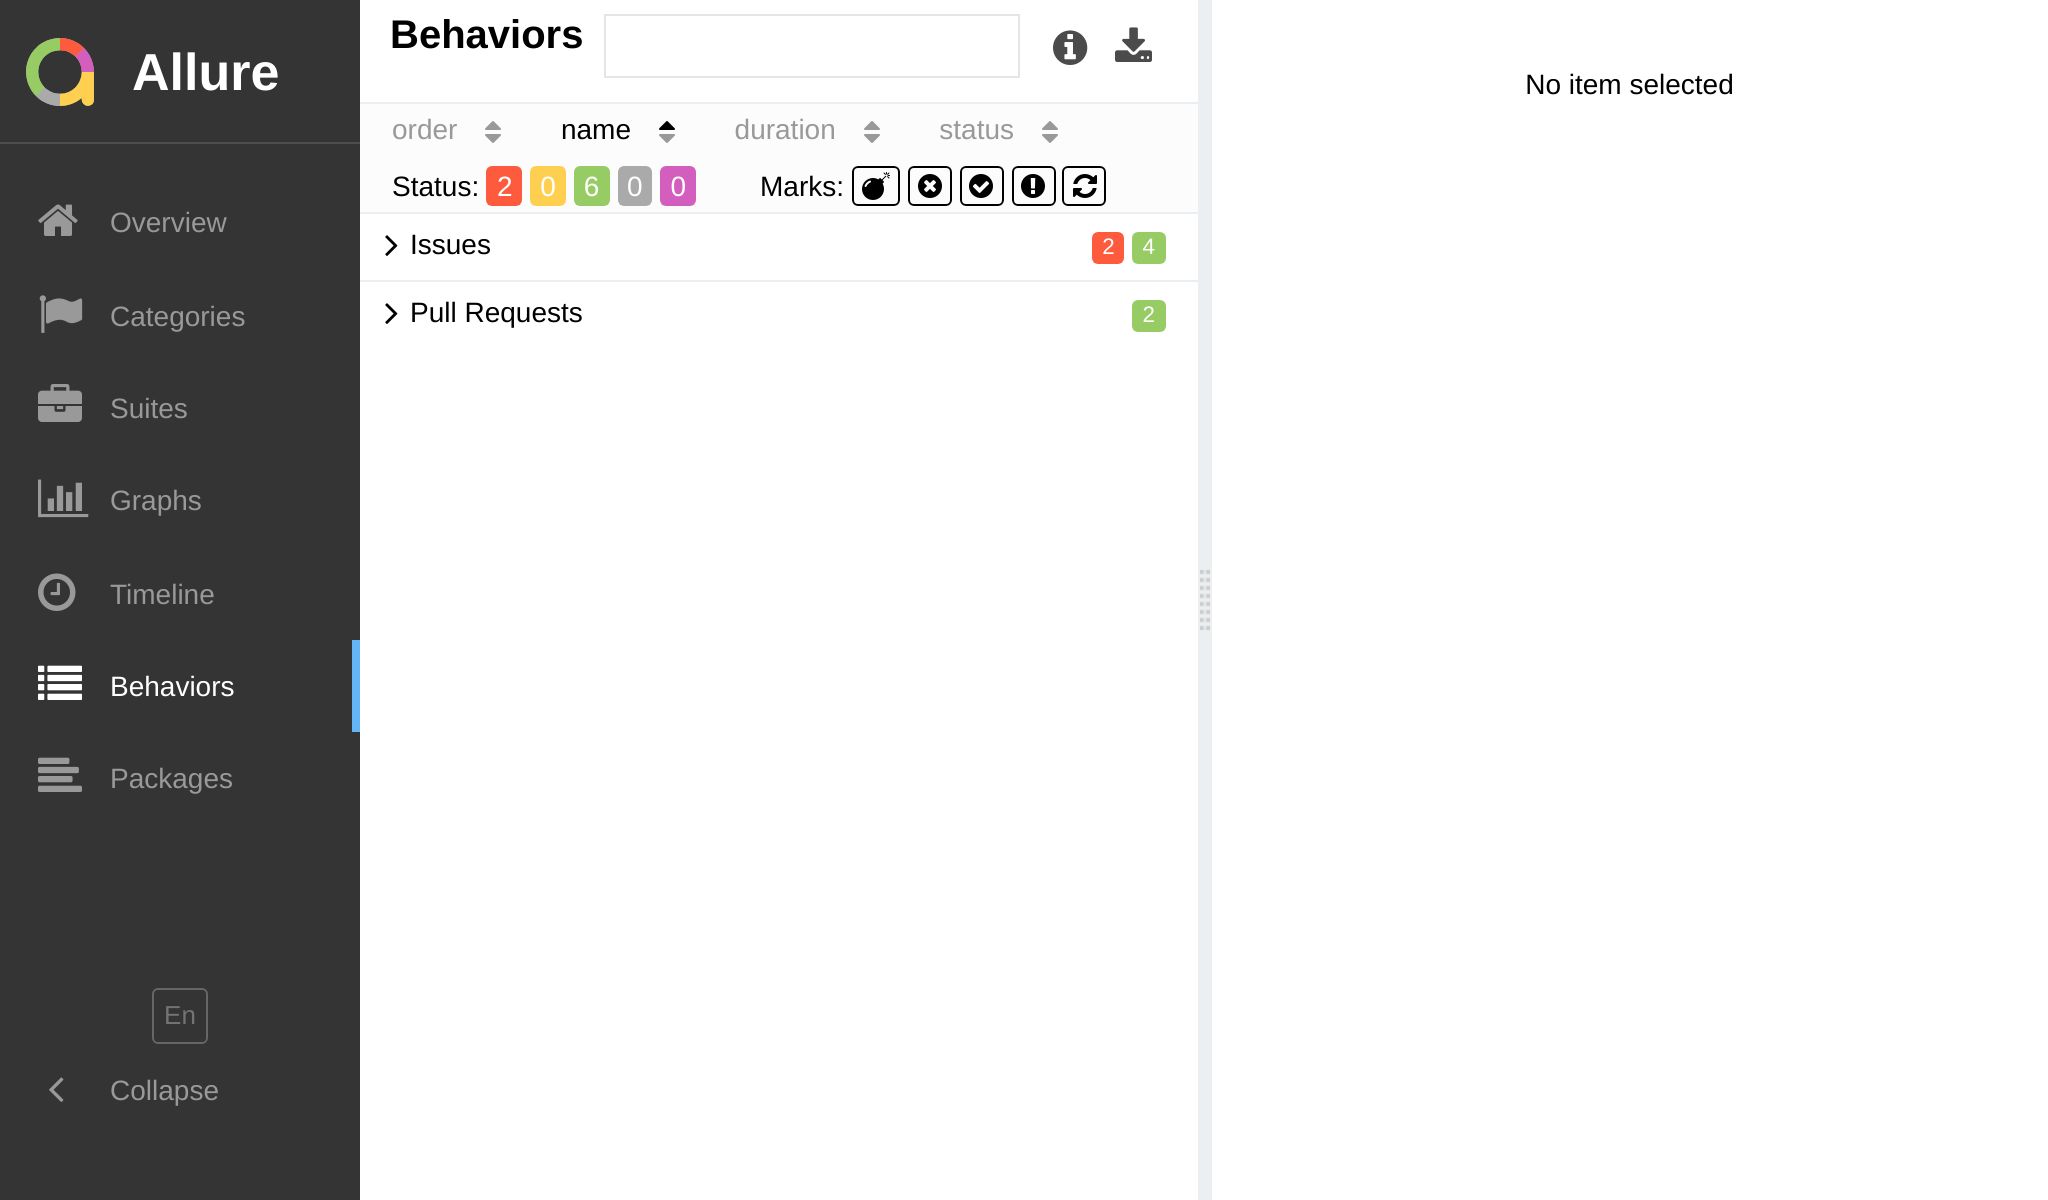 Allure
Overview
Categories
Suites
Graphs
Timeline
Behaviors
Packages
En
Collapse
Behaviors
order name duration status
Status: 2 0 6 0 0 Marks:
Issues 2 4
Pull Requests 2
No item selected